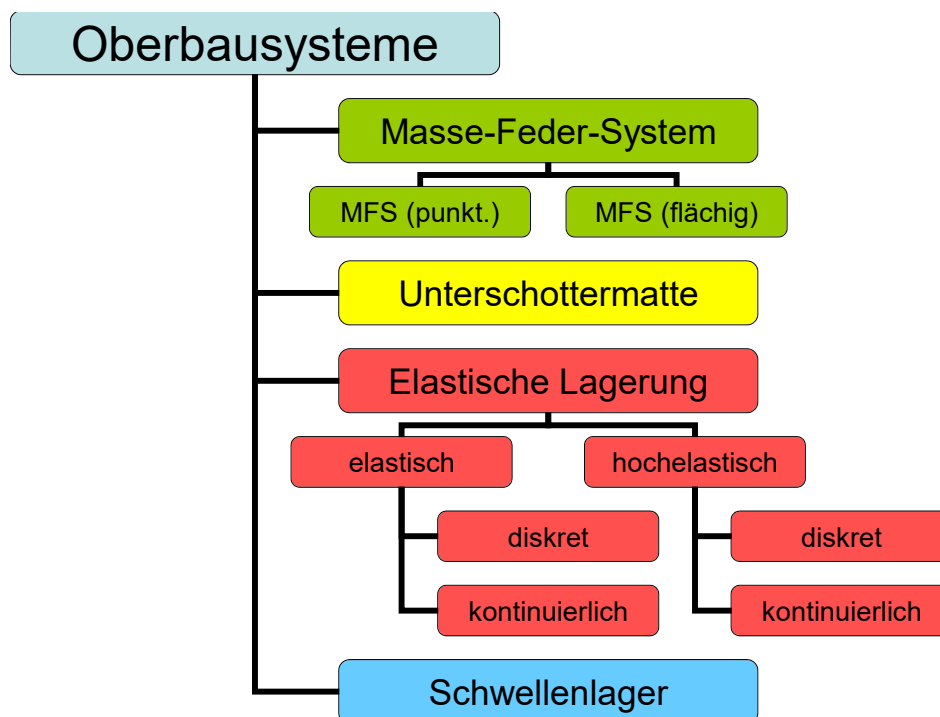 Oberbausysteme
Masse-Feder-System
MFS (punkt.)
MFS (flächig)
Unterschottermatte
Elastische Lagerung
elastisch
hochelastisch
diskret
diskret
kontinuierlich
kontinuierlich
Schwellenlager